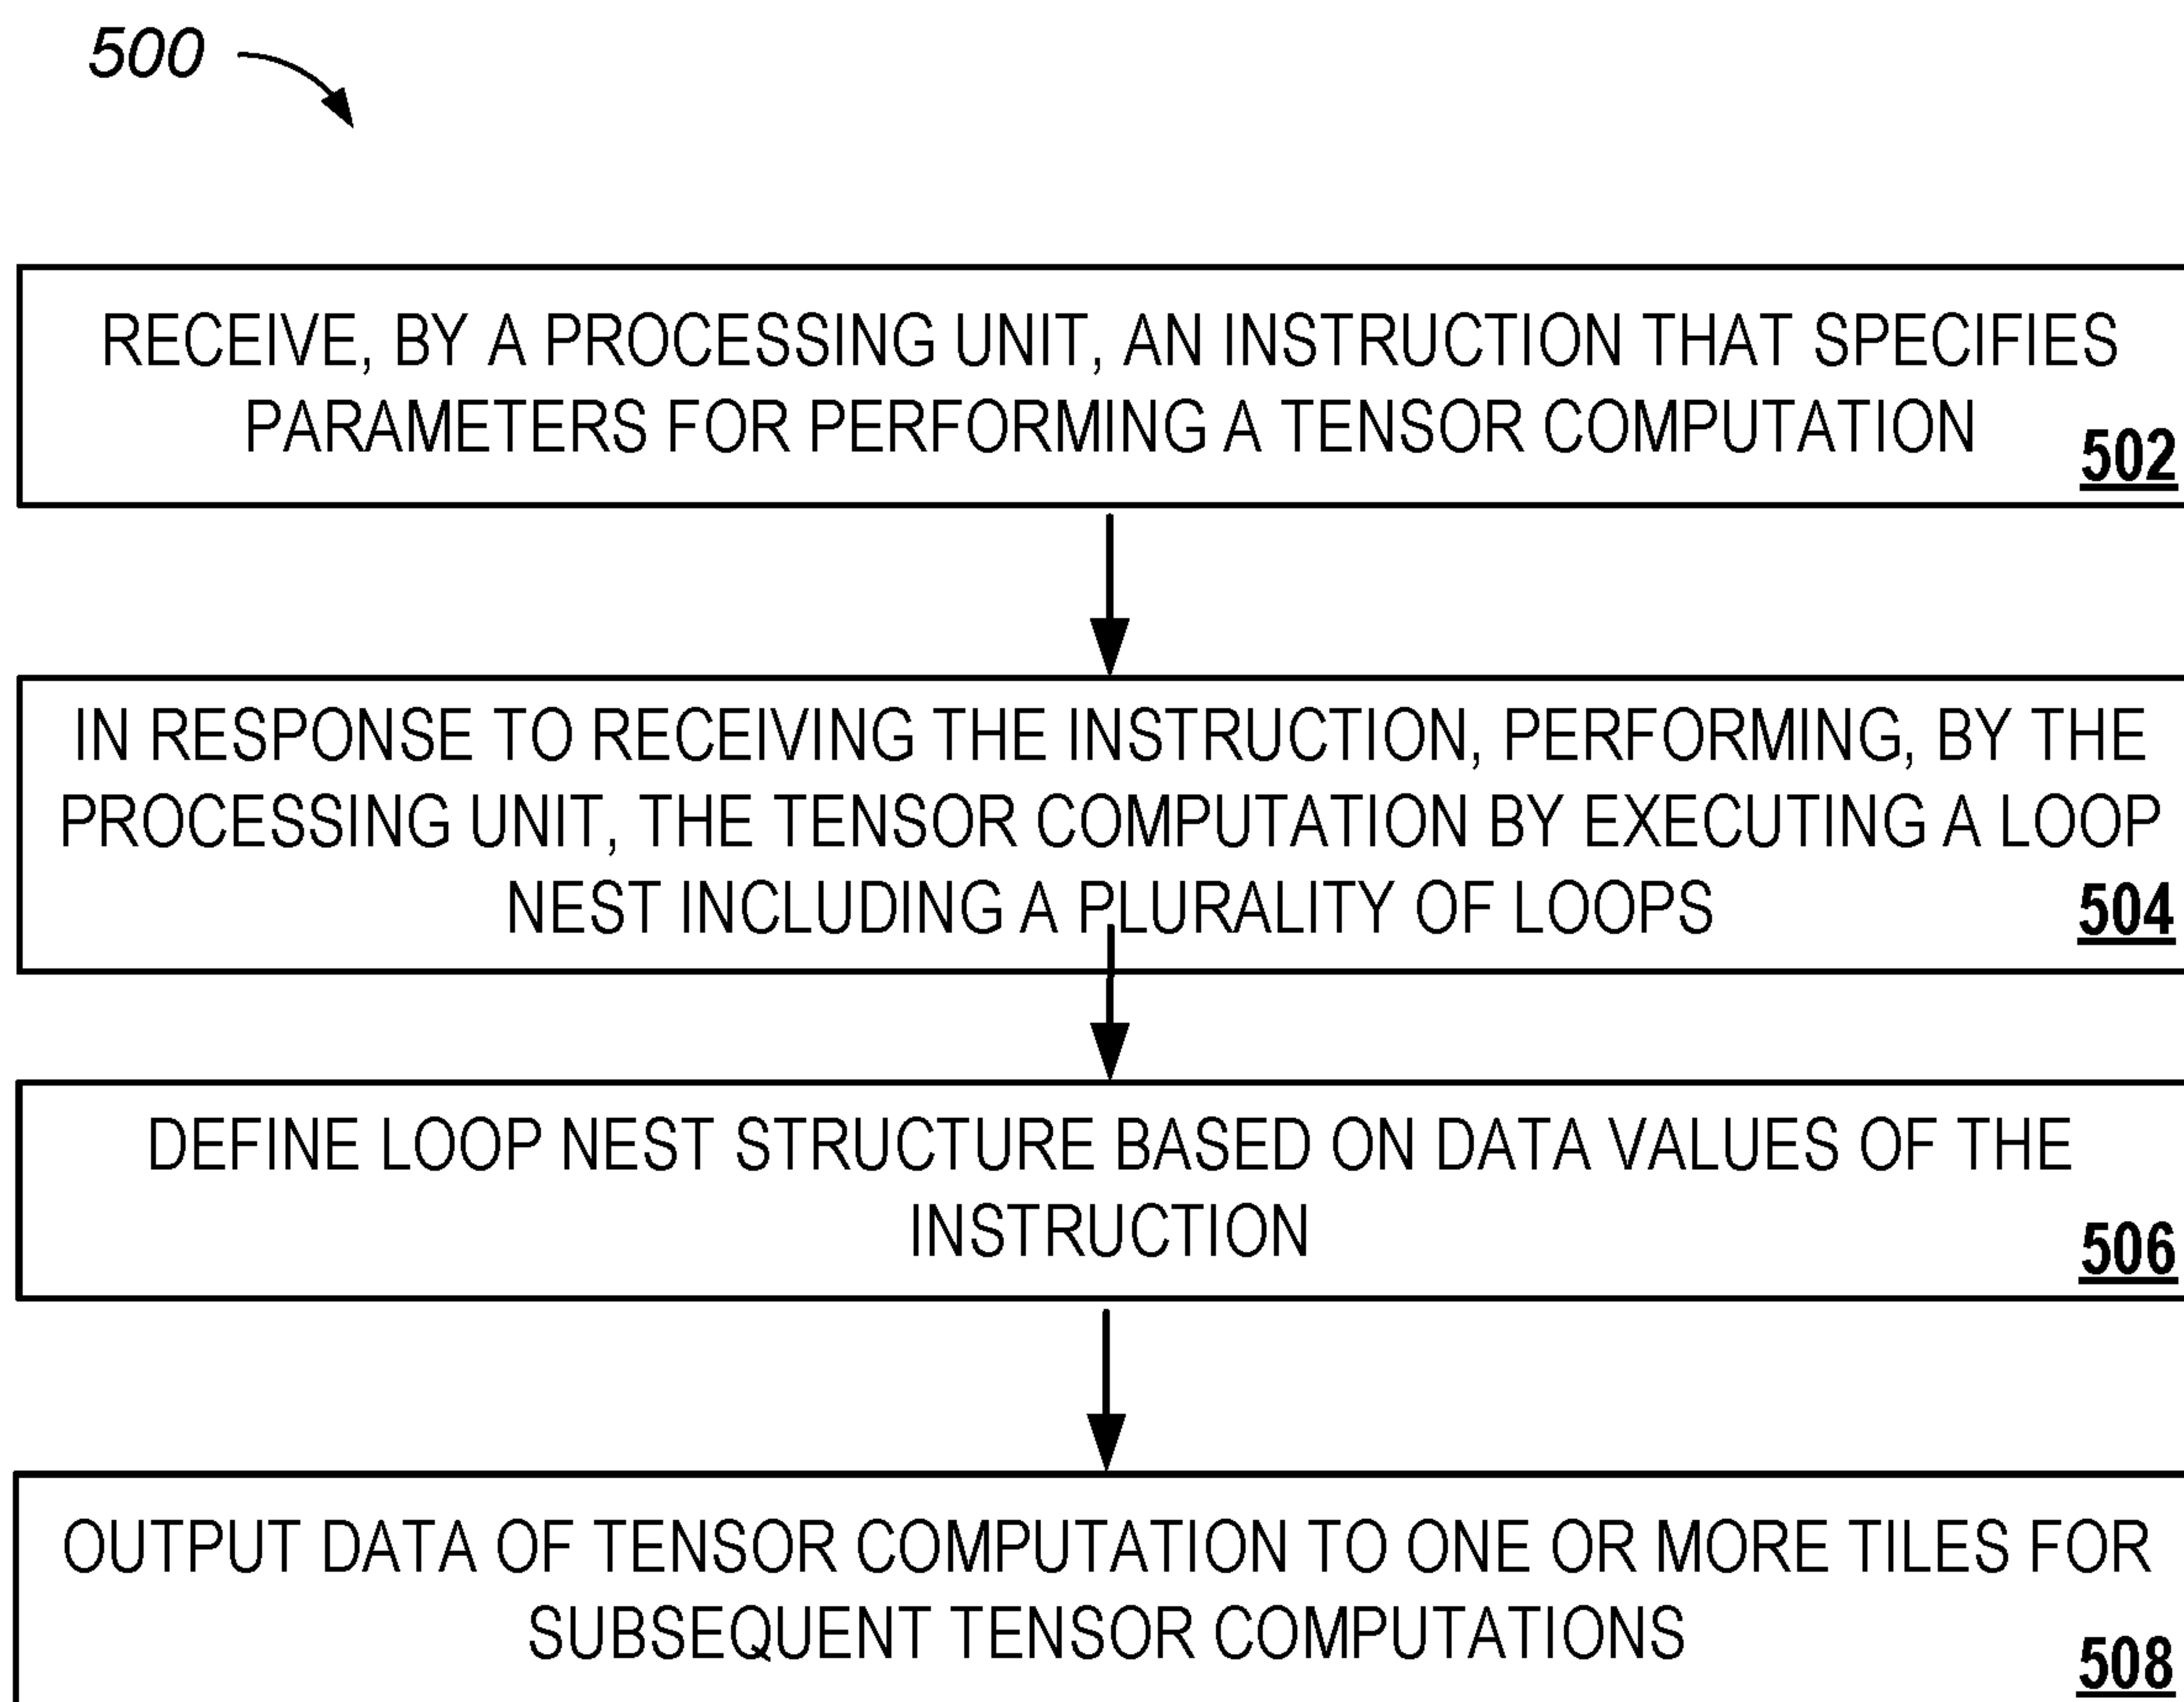 500
RECEIVE, BY A PROCESSING UNIT, AN INSTRUCTION THAT SPECIFIES
PARAMETERS FOR PERFORMING A TENSOR COMPUTATION
502
IN RESPONSE TO RECEIVING THE INSTRUCTION, PERFORMING, BY THE
PROCESSING UNIT, THE TENSOR COMPUTATION BY EXECUTING A LOOP
NEST INCLUDING A PLURALITY OF LOOPS
504
DEFINE LOOP NEST STRUCTURE BASED ON DATA VALUES OF THE
INSTRUCTION
506
OUTPUT DATA OF TENSOR COMPUTATION TO ONE OR MORE TILES FOR
SUBSEQUENT TENSOR COMPUTATIONS
508